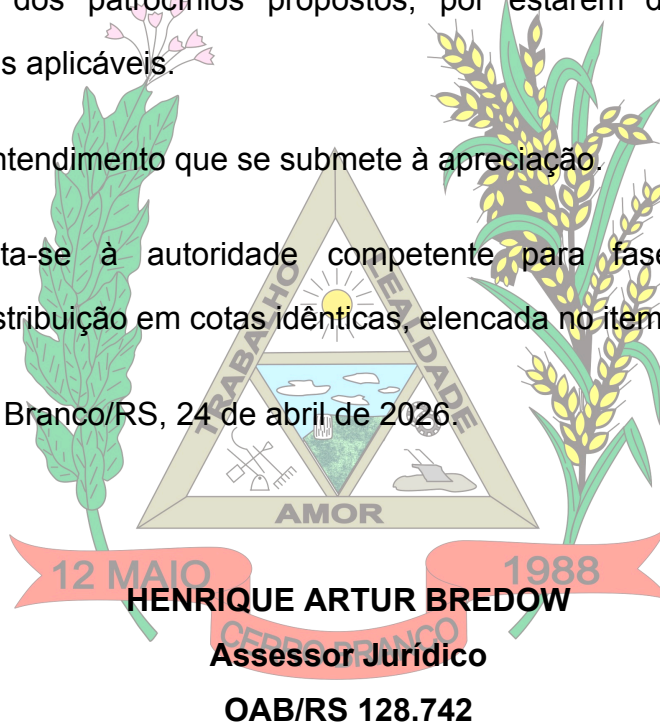 dos patrocínios propostos, por estarem d
s aplicáveis.
ntendimento que se submete à apreciação.
ta-se à autoridade competente para fase
stribuição em cotas idênticas, elencada no item
Branco/RS, 24 de abril de 2026.
TRABALHO
LEALDADE
AMOR
12 MAIO
1988
CERRO BRANCO
HENRIQUE ARTUR BREDOW
Assessor Jurídico
OAB/RS 128.742